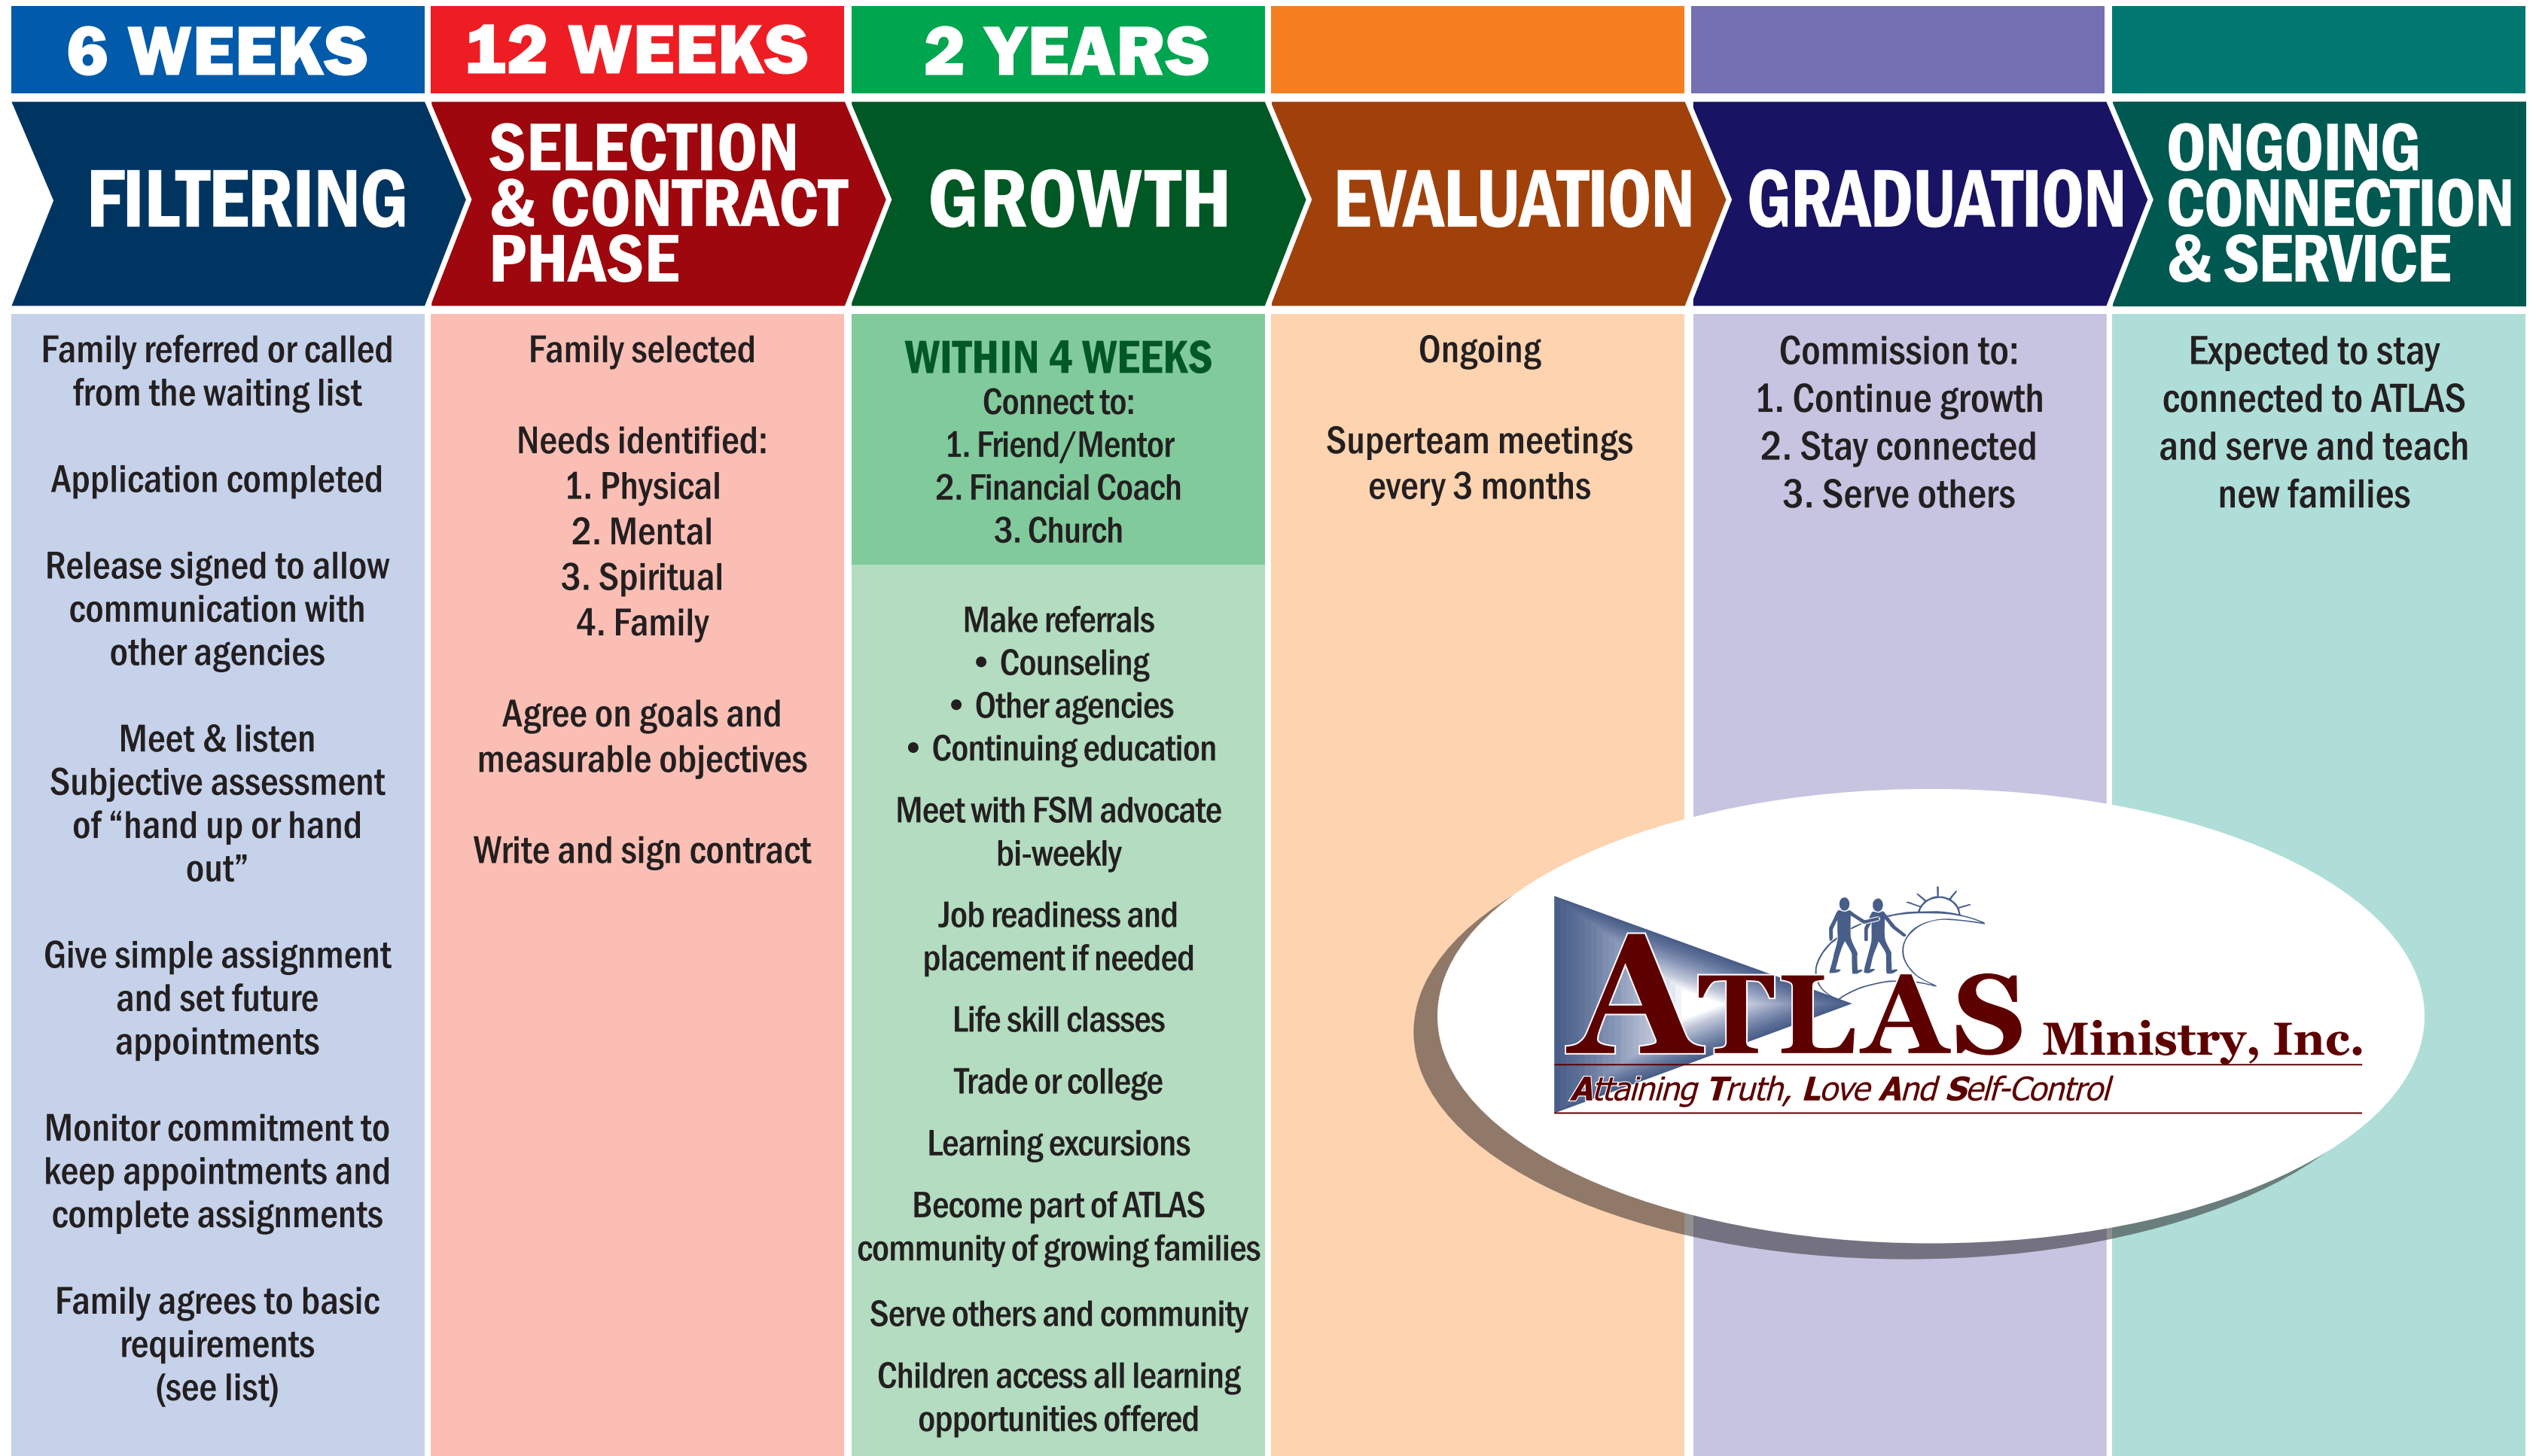 6 WEEKS
FILTERING
Family referred or called
from the waiting list
Application completed
Release signed to allow
communication with
other agencies
Meet & listen
Subjective assessment
of “hand up or hand
out”
Give simple assignment
and set future
appointments
Monitor commitment to
keep appointments and
complete assignments
Family agrees to basic
requirements
(see list)
12 WEEKS
SELECTION
& CONTRACT
PHASE
Family selected
Needs identified:
1. Physical
2. Mental
3. Spiritual
4. Family
Agree on goals and
measurable objectives
Write and sign contract
2 YEARS
GROWTH
WITHIN 4 WEEKS
Connect to:
1. Friend/Mentor
2. Financial Coach
3. Church
Make referrals
• Counseling
• Other agencies
• Continuing education
Meet with FSM advocate
bi-weekly
Job readiness and
placement if needed
Life skill classes
Trade or college
Learning excursions
Become part of ATLAS
community of growing families
Serve others and community
Children access all learning
opportunities offered
EVALUATION
Ongoing
Superteam meetings
every 3 months
GRADUATION
Commission to:
1. Continue growth
2. Stay connected
3. Serve others
ONGOING
CONNECTION
& SERVICE
Expected to stay
connected to ATLAS
and serve and teach
new families
ATLAS Ministry, Inc.
Attaining Truth, Love And Self-Control